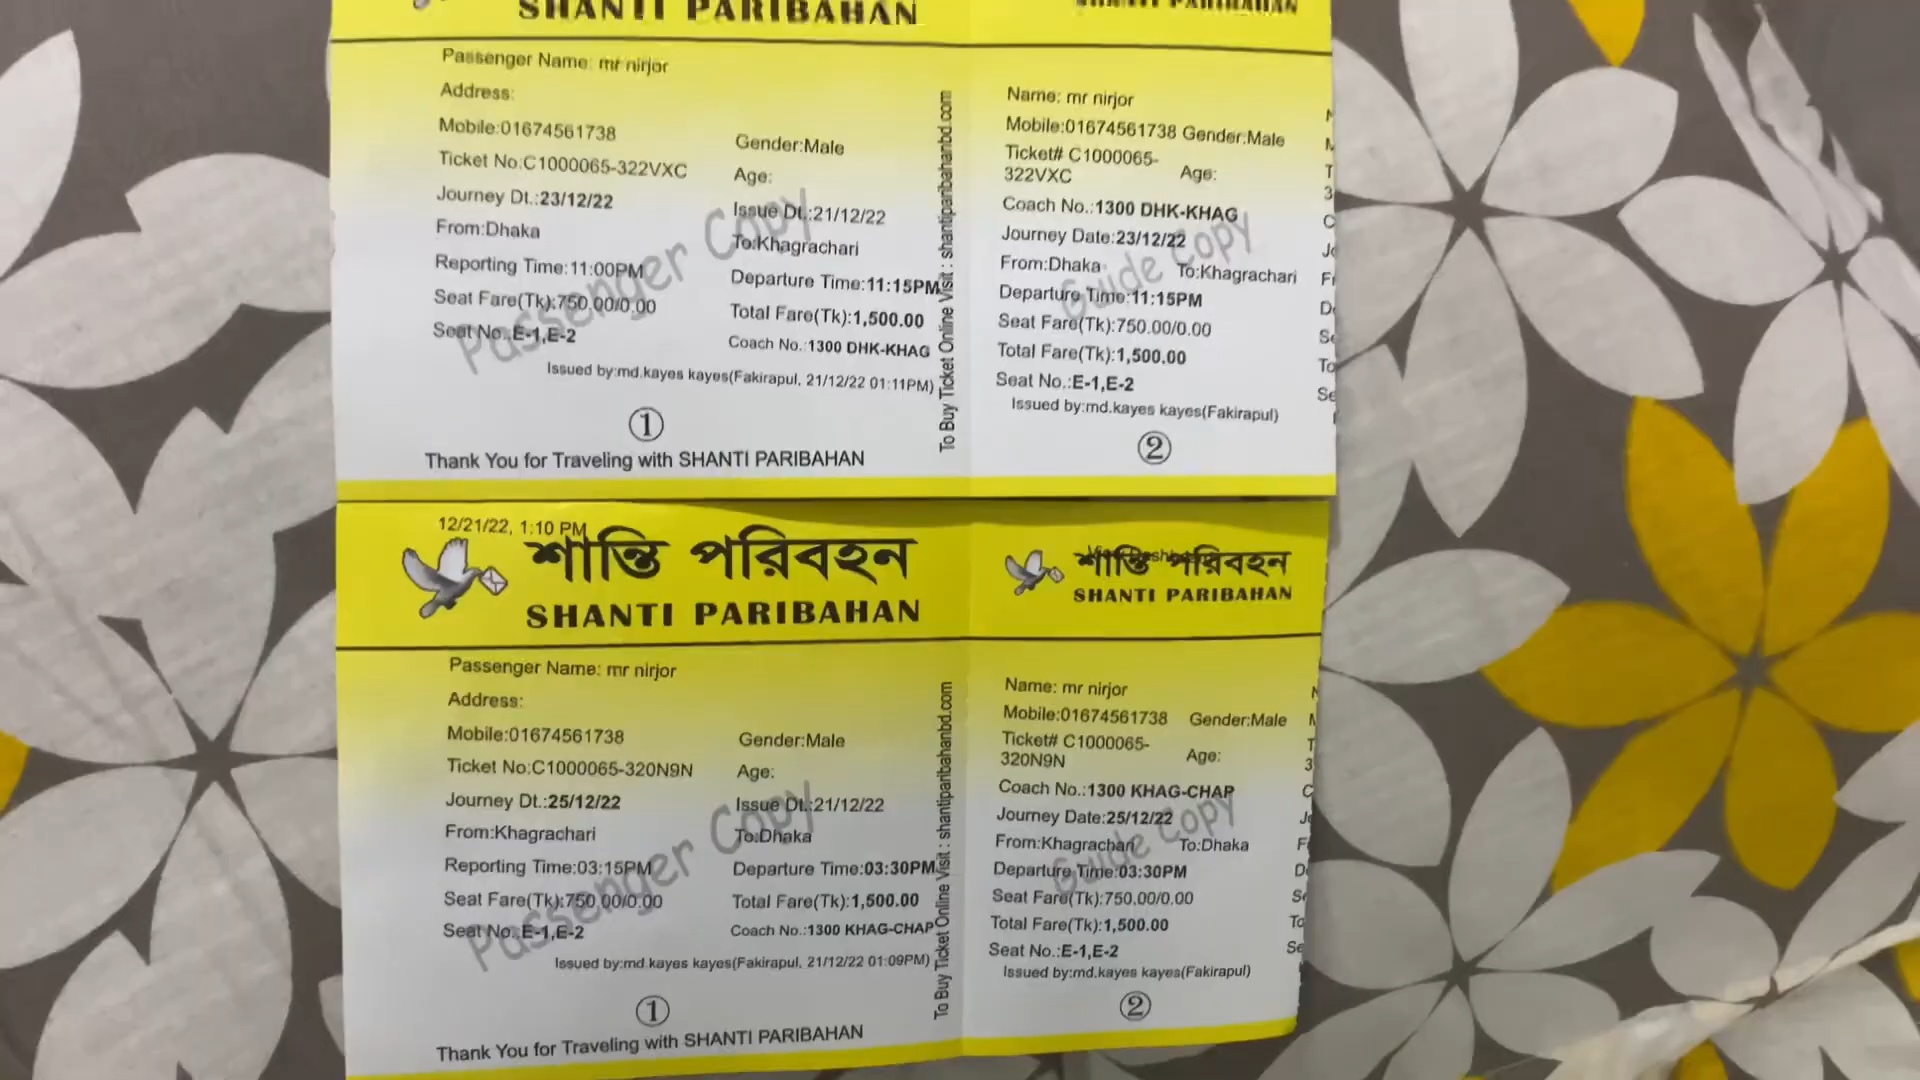 SHANTI PARIBAHAN
Passenger Name: mr nirjor
Address:
Mobile:01674561738
Gender:Male
Ticket No:C1000065-322VXC
Age:
Journey Dt.:23/12/22
Issue Dt.:21/12/22
From:Dhaka
To:Khagrachari
Reporting Time:11:00PM
Departure Time:11:15PM
Seat Fare(Tk):750.00/0.00
Total Fare(Tk):1,500.00
Seat No.:E-1,E-2
Coach No.:1300 DHK-KHAG
Issued by:md.kayes kayes(Fakirapul, 21/12/22 01:11PM)
Passenger Copy
1
Thank You for Traveling with SHANTI PARIBAHAN
To Buy Ticket Online Visit : shantiparibahanbd.com
SHANTI PARIBAHAN
Name: mr nirjor
Mobile:01674561738 Gender:Male
Ticket# C1000065-
322VXC
Age:
Coach No.:1300 DHK-KHAG
Journey Date:23/12/22
From:Dhaka
To:Khagrachari
Departure Time:11:15PM
Seat Fare(Tk):750.00/0.00
Total Fare(Tk):1,500.00
Seat No.:E-1,E-2
Issued by:md.kayes kayes(Fakirapul)
Guide Copy
2
12/21/22, 1:10 PM
শান্তি পরিবহন
SHANTI PARIBAHAN
Passenger Name: mr nirjor
Address:
Mobile:01674561738
Gender:Male
Ticket No:C1000065-320N9N
Age:
Journey Dt.:25/12/22
Issue Dt.:21/12/22
From:Khagrachari
To:Dhaka
Reporting Time:03:15PM
Departure Time:03:30PM
Seat Fare(Tk):750.00/0.00
Total Fare(Tk):1,500.00
Seat No.:E-1,E-2
Coach No.:1300 KHAG-CHAP
Issued by:md.kayes kayes(Fakirapul, 21/12/22 01:09PM)
Passenger Copy
1
Thank You for Traveling with SHANTI PARIBAHAN
To Buy Ticket Online Visit : shantiparibahanbd.com
শান্তি পরিবহন
SHANTI PARIBAHAN
Name: mr nirjor
Mobile:01674561738 Gender:Male
Ticket# C1000065-
320N9N
Age:
Coach No.:1300 KHAG-CHAP
Journey Date:25/12/22
From:Khagrachari
To:Dhaka
Departure Time:03:30PM
Seat Fare(Tk):750.00/0.00
Total Fare(Tk):1,500.00
Seat No.:E-1,E-2
Issued by:md.kayes kayes(Fakirapul)
Guide Copy
2